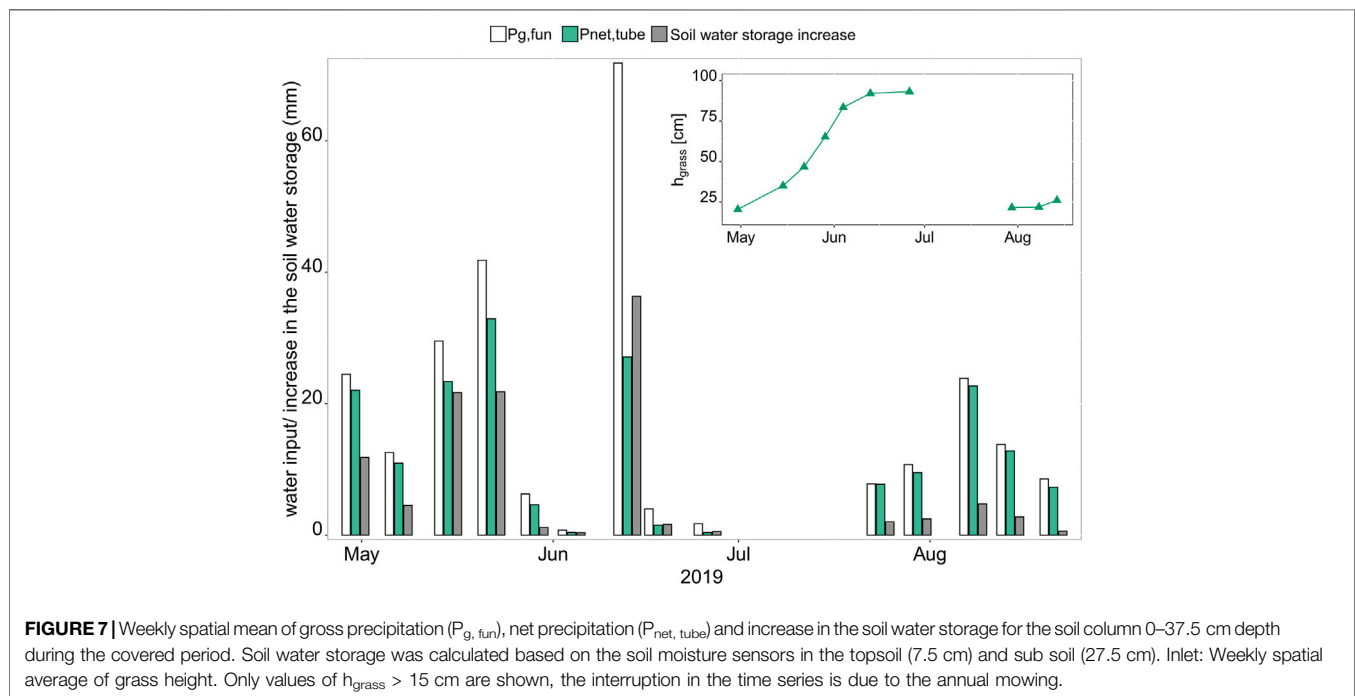 Pg,fun Pnet,tube Soil water storage increase
water input/ increase in the soil water storage (mm)
60
40
20
0
May Jun Jul Aug
2019
hgrass [cm]
100
75
50
25
May Jun Jul Aug
FIGURE 7 | Weekly spatial mean of gross precipitation (Pg, fun), net precipitation (Pnet, tube) and increase in the soil water storage for the soil column 0–37.5 cm depth
during the covered period. Soil water storage was calculated based on the soil moisture sensors in the topsoil (7.5 cm) and sub soil (27.5 cm). Inlet: Weekly spatial
average of grass height. Only values of hgrass > 15 cm are shown, the interruption in the time series is due to the annual mowing.